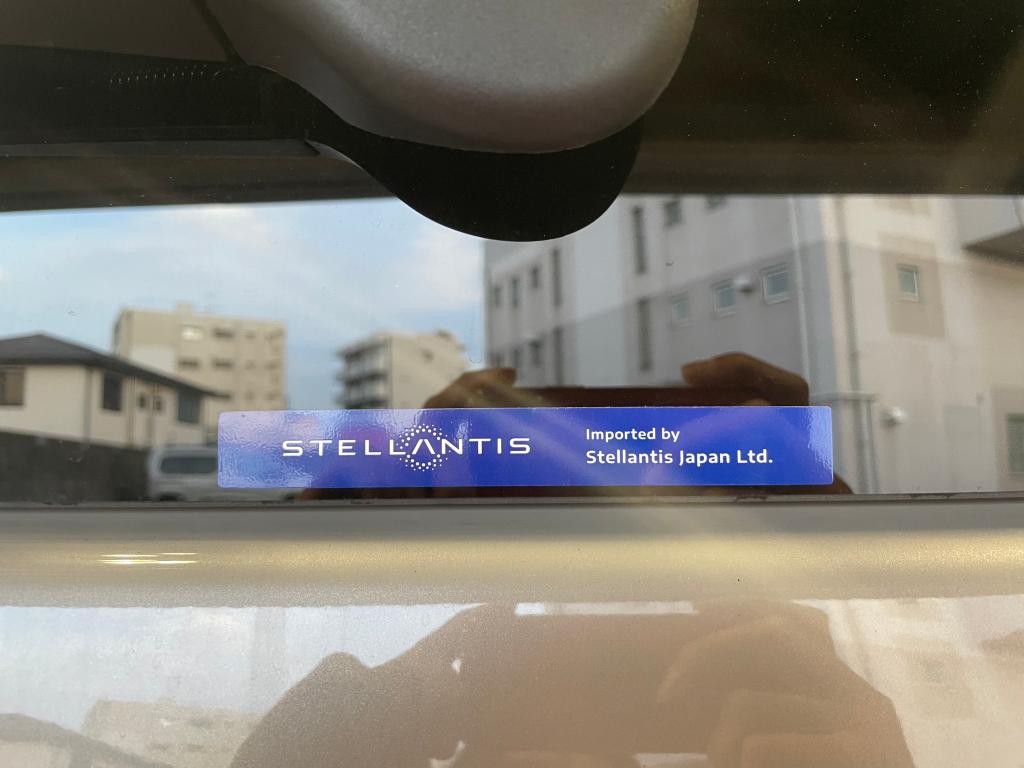 STELLANTIS
Imported by
Stellantis Japan Ltd.